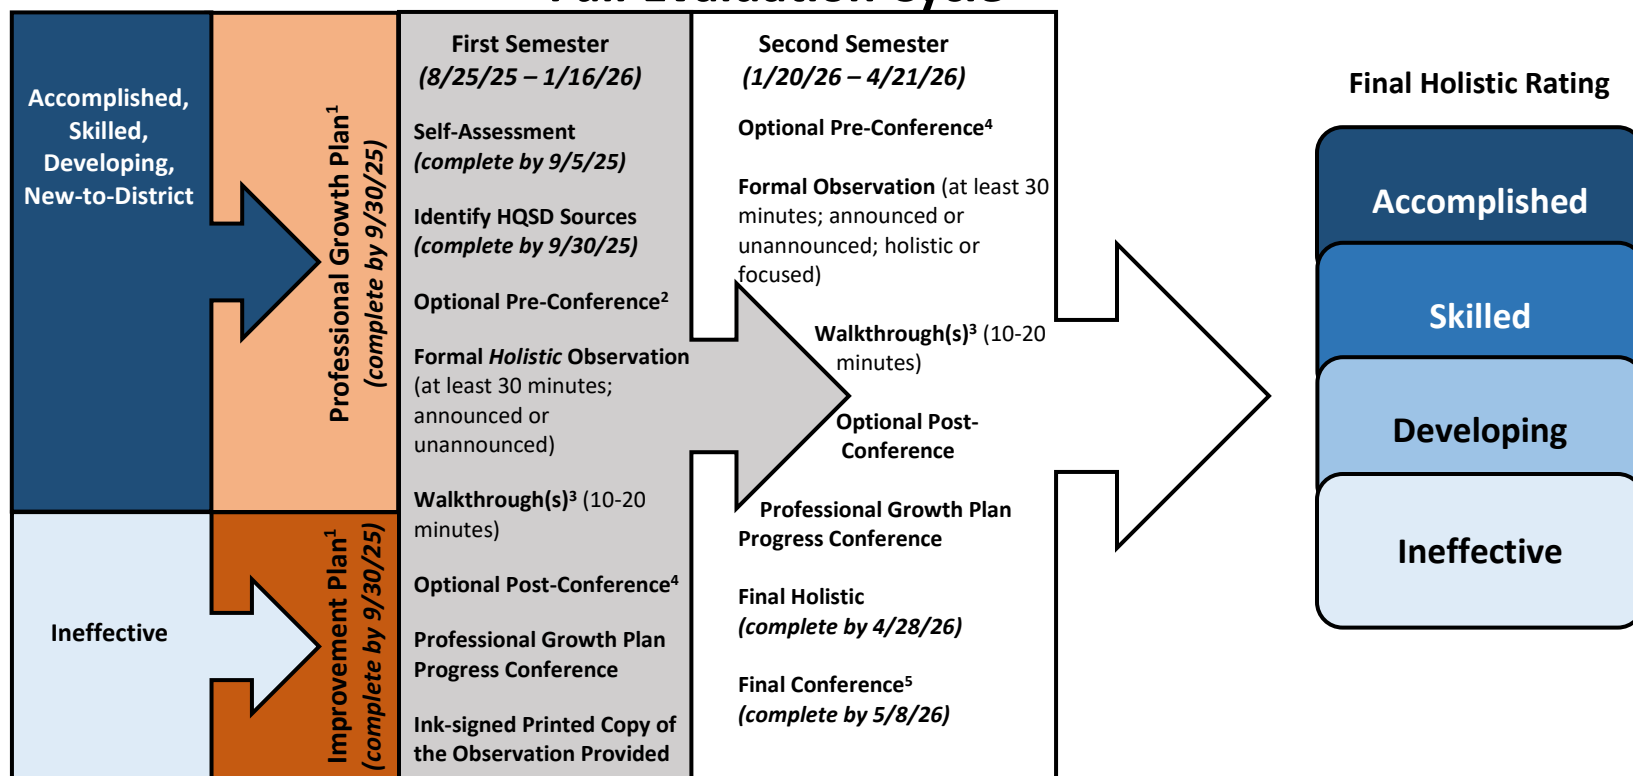 Full Evaluation Cycle
Accomplished,
Skilled,
Developing,
New-to-District
Ineffective
Professional Growth Plan¹
(complete by 9/30/25)
Improvement Plan¹
(complete by 9/30/25)
First Semester
(8/25/25 – 1/16/26)
Self-Assessment
(complete by 9/5/25)
Identify HQSD Sources
(complete by 9/30/25)
Optional Pre-Conference²
Formal Holistic Observation
(at least 30 minutes;
announced or
unannounced)
Walkthrough(s)³ (10-20
minutes)
Optional Post-Conference⁴
Professional Growth Plan
Progress Conference
Ink-signed Printed Copy of
the Observation Provided
Second Semester
(1/20/26 – 4/21/26)
Optional Pre-Conference⁴
Formal Observation (at least 30
minutes; announced or
unannounced; holistic or
focused)
Walkthrough(s)³ (10-20
minutes)
Optional Post-
Conference
Professional Growth Plan
Progress Conference
Final Holistic
(complete by 4/28/26)
Final Conference⁵
(complete by 5/8/26)
Final Holistic Rating
Accomplished
Skilled
Developing
Ineffective